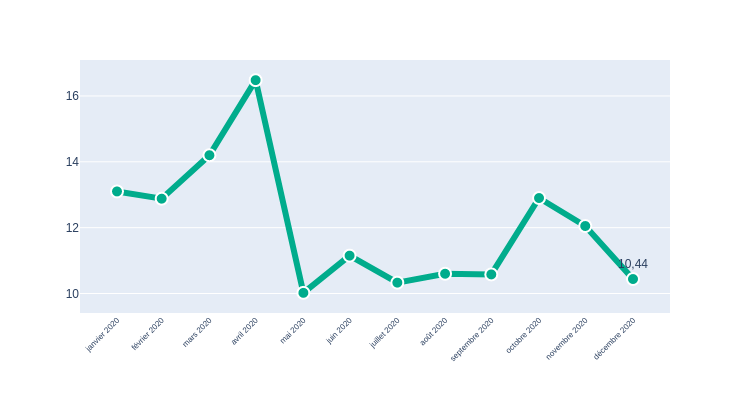 16
14
12
10
10,44
janvier 2020
février 2020
mars 2020
avril 2020
mai 2020
juin 2020
juillet 2020
août 2020
septembre 2020
octobre 2020
novembre 2020
décembre 2020